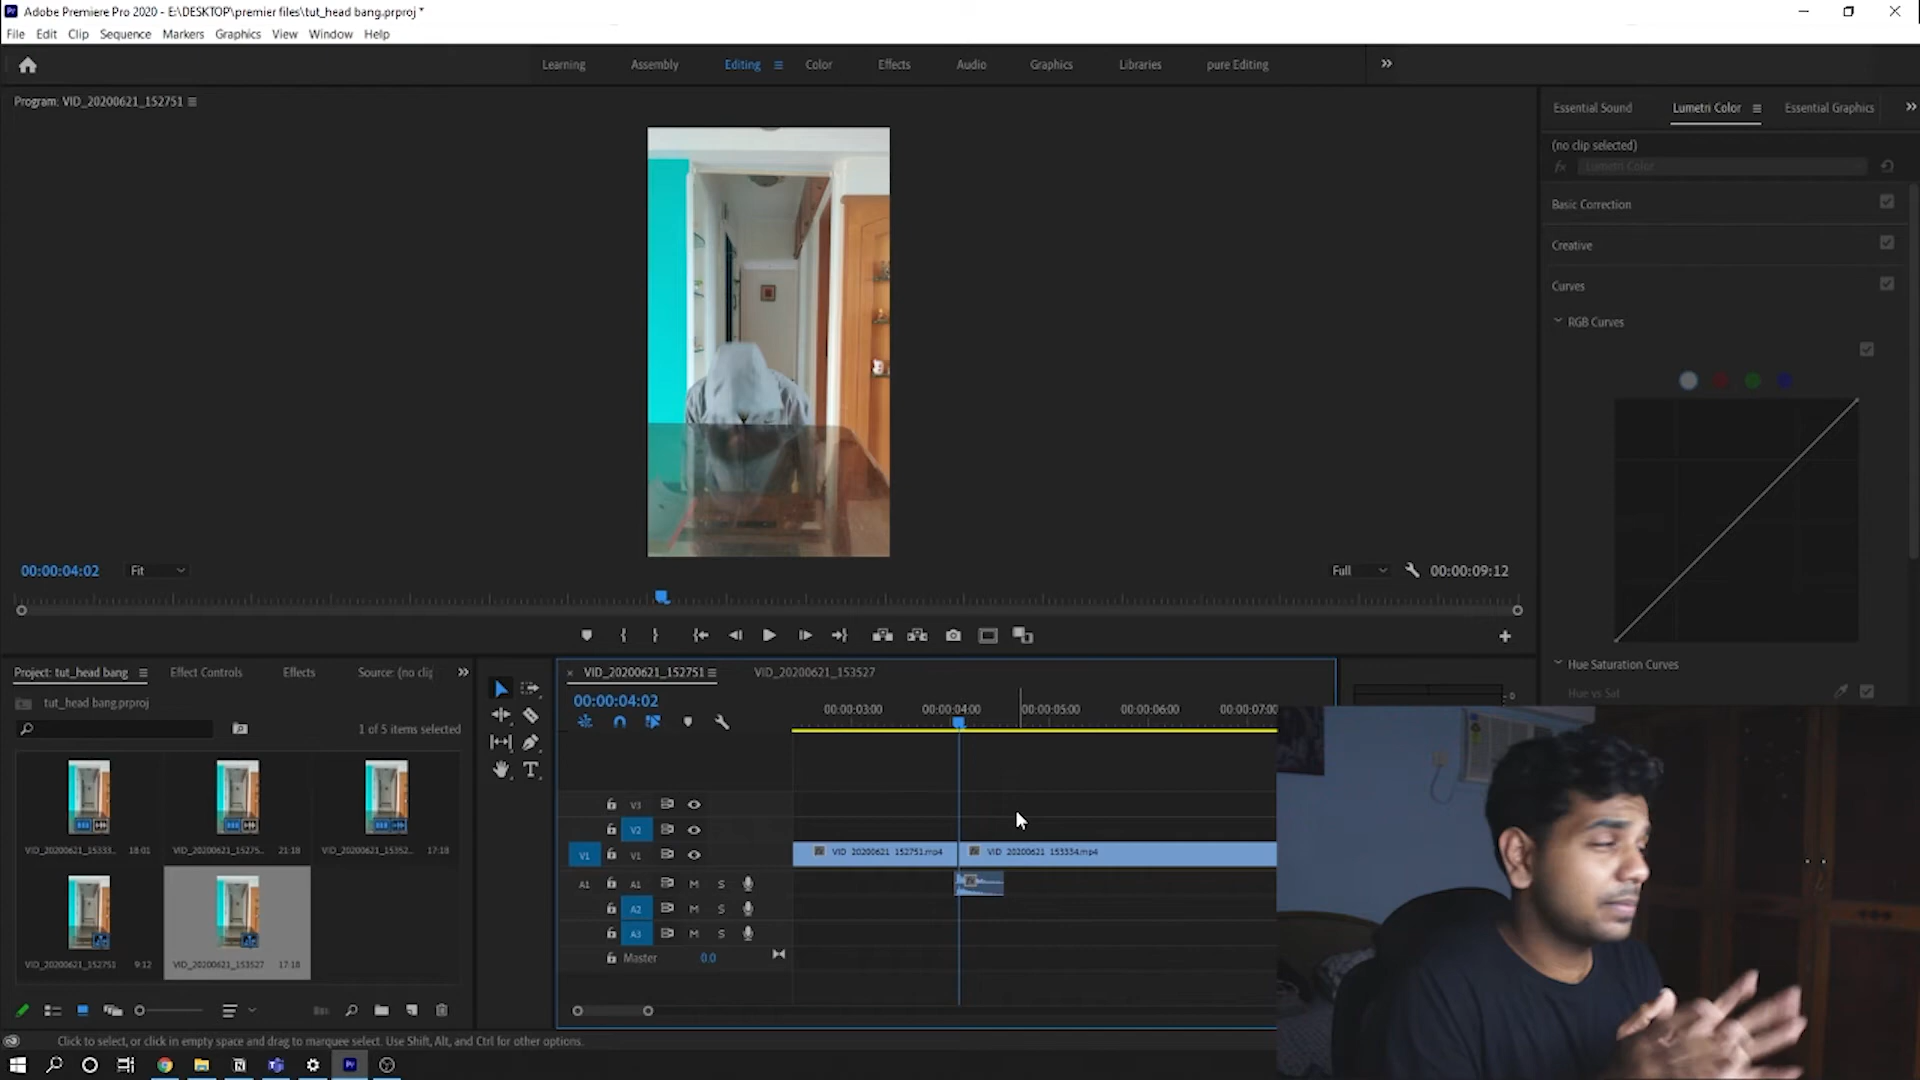 Adobe Premiere Pro 2020 - E:\DESKTOP\premier files\tut_head bang.prproj *
File Edit Clip Sequence Markers Graphics View Window Help
Learning Assembly Editing Color Effects Audio Graphics Libraries pure Editing
Program: VID_20200621_152751
Essential Sound Lumetri Color Essential Graphics
(no clip selected)
fx Lumetri Color
Basic Correction
Creative
Curves
RGB Curves
00:00:04:02 Fit Full 00:00:09:12
Hue Saturation Curves
Hue vs Sat
Project: tut_head bang Effect Controls Effects Source: (no clip
tut_head bang.prproj
1 of 5 items selected
VID_20200621_152751 VID_20200621_153527
00:00:04:02
00:00:03:00 00:00:04:00 00:00:05:00 00:00:06:00 00:00:07:00
0
V3
V2
V1 V1 VID_20200621_152751.mp4 VID_20200621_153334.mp4
A1 A1 M S
A2 M S
A3 M S
Master 0.0
VID_20200621_15333... 18:01 VID_20200621_15275... 21:18 VID_20200621_15352... 17:18
VID_20200621_152751 9:12 VID_20200621_153527 17:18
Click to select, or click in empty space and drag to marquee select. Use Shift, Alt, and Ctrl for other options.